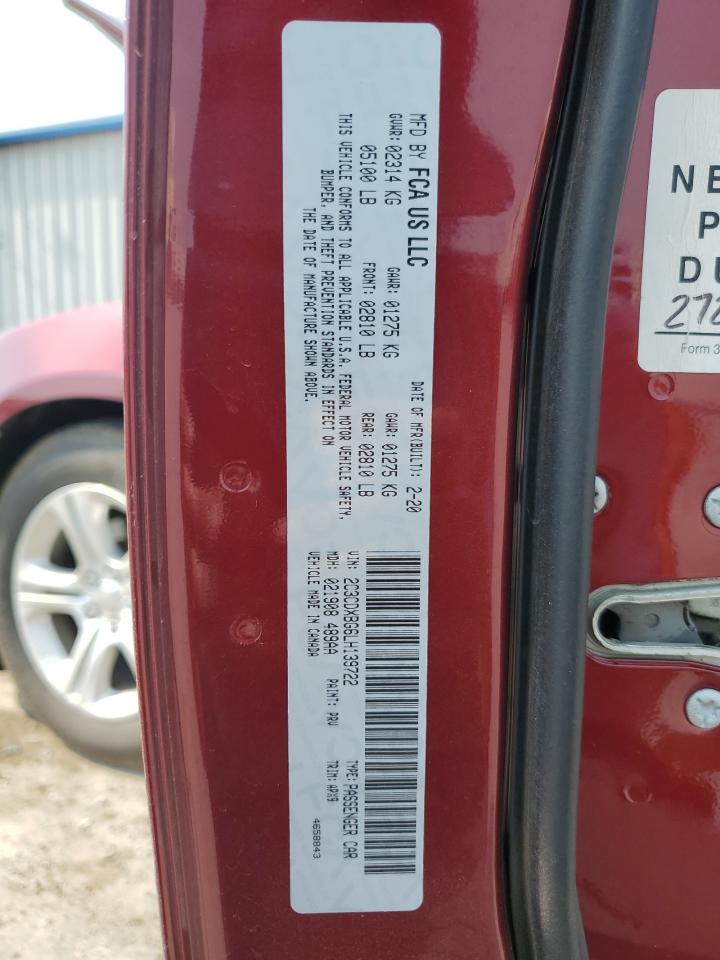 MFD BY FCA US LLC
DATE OF MFR(BUILT): 2-20
GVWR: 02314 KG
GAWR: 01275 KG
GAWR: 01275 KG
05100 LB
FRONT: 02810 LB
REAR: 02810 LB
THIS VEHICLE CONFORMS TO ALL APPLICABLE U.S.A. FEDERAL MOTOR VEHICLE SAFETY,
BUMPER, AND THEFT PREVENTION STANDARDS IN EFFECT ON
THE DATE OF MANUFACTURE SHOWN ABOVE.
VIN: 2C3CDXBG6LH139722
TYPE: PASSENGER CAR
MDH: 021908 489AA
PAINT: PRV
TRIM: APX9
VEHICLE MADE IN CANADA
4658843
NE
P
DU
Form 3